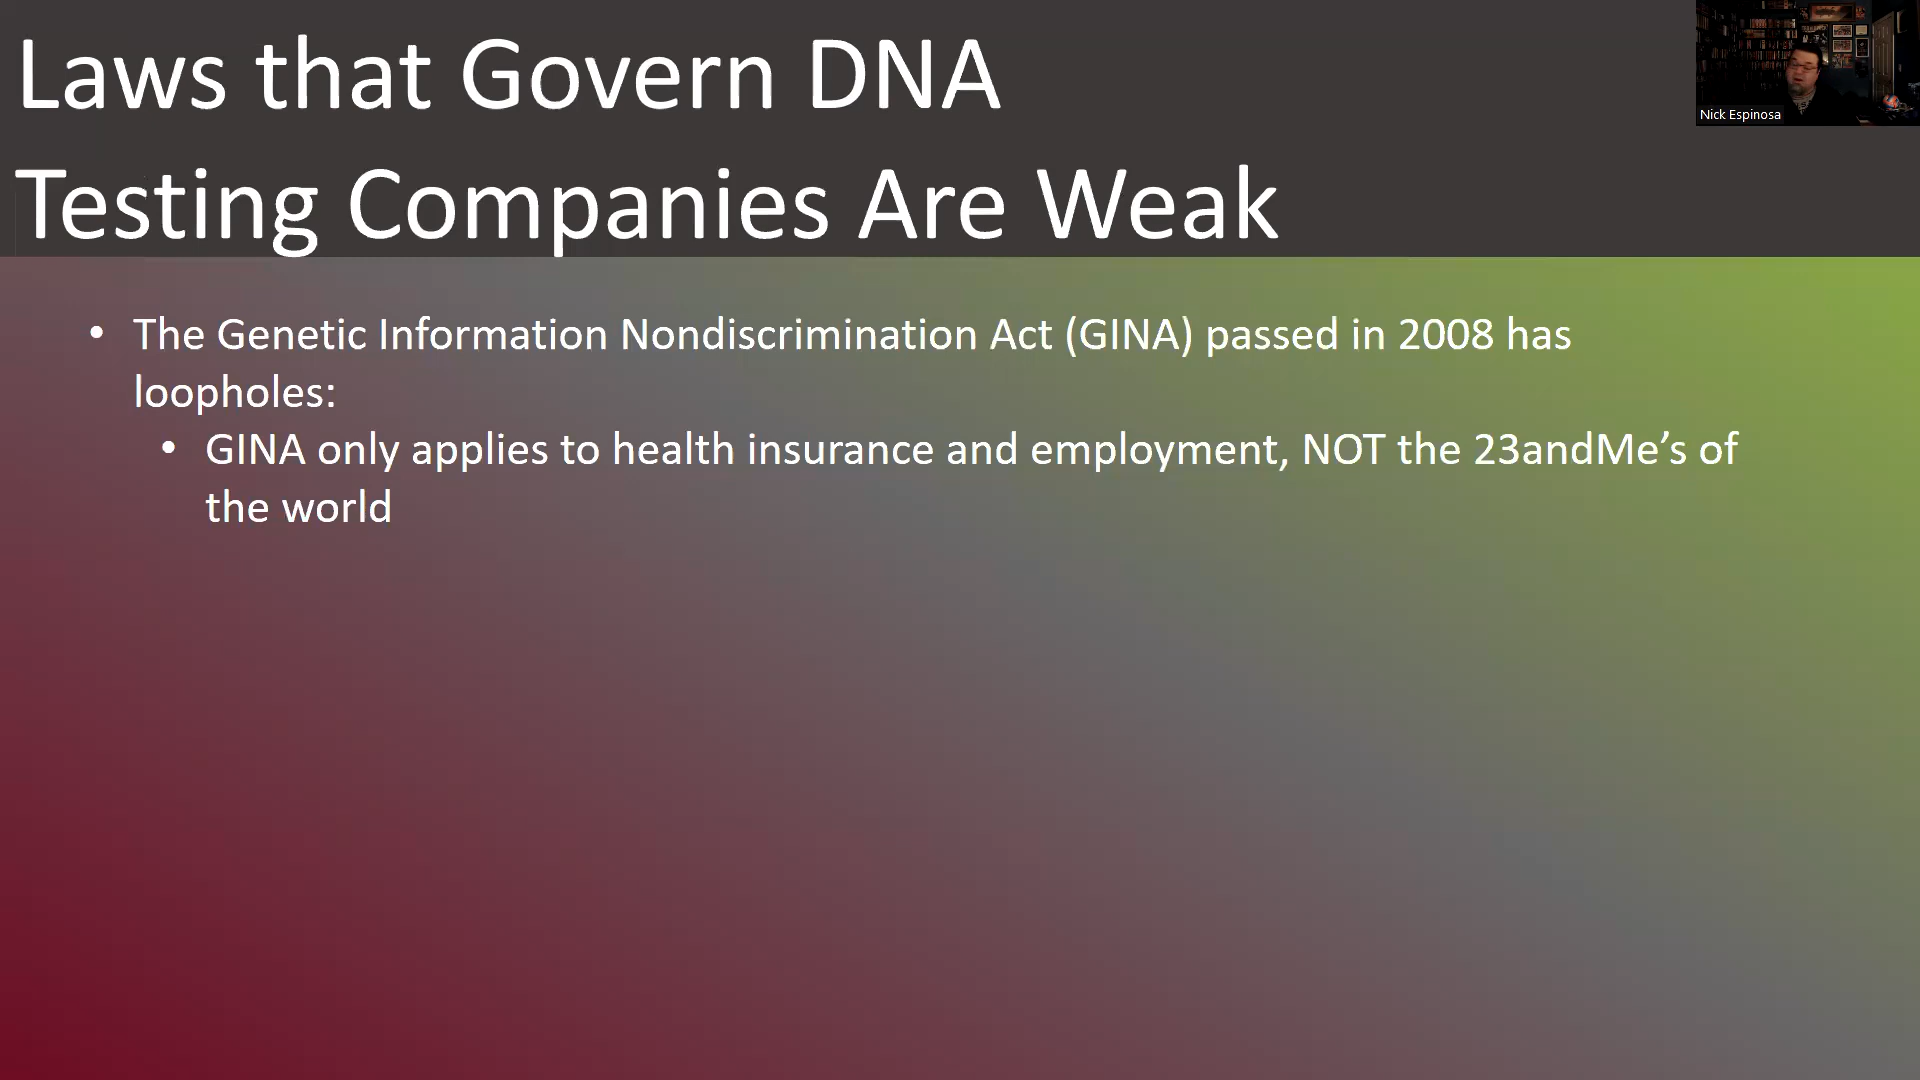 Laws that Govern DNA
Testing Companies Are Weak
Nick Espinosa
• The Genetic Information Nondiscrimination Act (GINA) passed in 2008 has
loopholes:
• GINA only applies to health insurance and employment, NOT the 23andMe’s of
the world